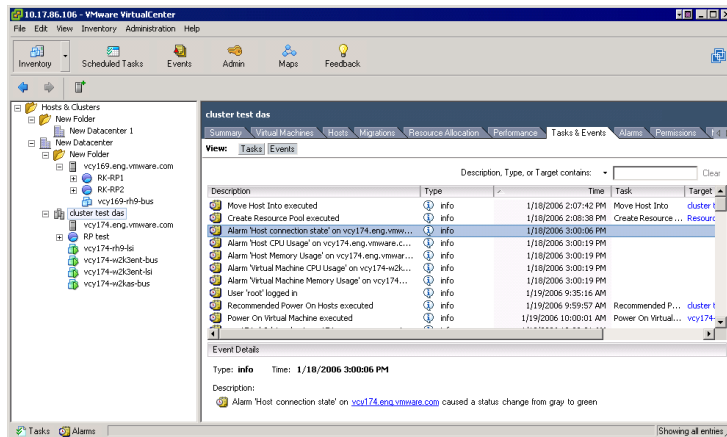 10.17.86.106 - VMware VirtualCenter
File Edit View Inventory Administration Help
Inventory Scheduled Tasks Events Admin Maps Feedback
Hosts & Clusters
New Folder
New Datacenter 1
New Datacenter
New Folder
vcy169.eng.vmware.com
RK-RP1
RK-RP2
vcy169-rh9-bus
cluster test das
vcy174.eng.vmware.com
RP test
vcy174-rh9-lsi
vcy174-w2k3ent-bus
vcy174-w2k3ent-lsi
vcy174-w2kas-bus
cluster test das
Summary Virtual Machines Hosts Migrations Resource Allocation Performance Tasks & Events Alarms Permissions
View: Tasks Events
Description, Type, or Target contains: Clear
Description Type Time Task Target
Move Host Into executed info 1/18/2006 2:07:42 PM Move Host Into cluster t
Create Resource Pool executed info 1/18/2006 2:08:38 PM Create Resource ... Resourc
Alarm 'Host connection state' on vcy174.eng.vmw... info 1/18/2006 3:00:06 PM
Alarm 'Host CPU Usage' on vcy174.eng.vmware.c... info 1/18/2006 3:00:19 PM
Alarm 'Host Memory Usage' on vcy174.eng.vmwar... info 1/18/2006 3:00:19 PM
Alarm 'Virtual Machine CPU Usage' on vcy174-w2k... info 1/18/2006 3:00:19 PM
Alarm 'Virtual Machine Memory Usage' on vcy174... info 1/18/2006 3:00:19 PM
User 'root' logged in info 1/19/2006 9:35:16 AM
Recommended Power On Hosts executed info 1/19/2006 9:59:57 AM Recommended P... cluster t
Power On Virtual Machine executed info 1/19/2006 10:00:01 AM Power On Virtual... vcy174-
Event Details
Type: info Time: 1/18/2006 3:00:06 PM
Description:
Alarm 'Host connection state' on vcy174.eng.vmware.com caused a status change from gray to green
Tasks Alarms Showing all entries